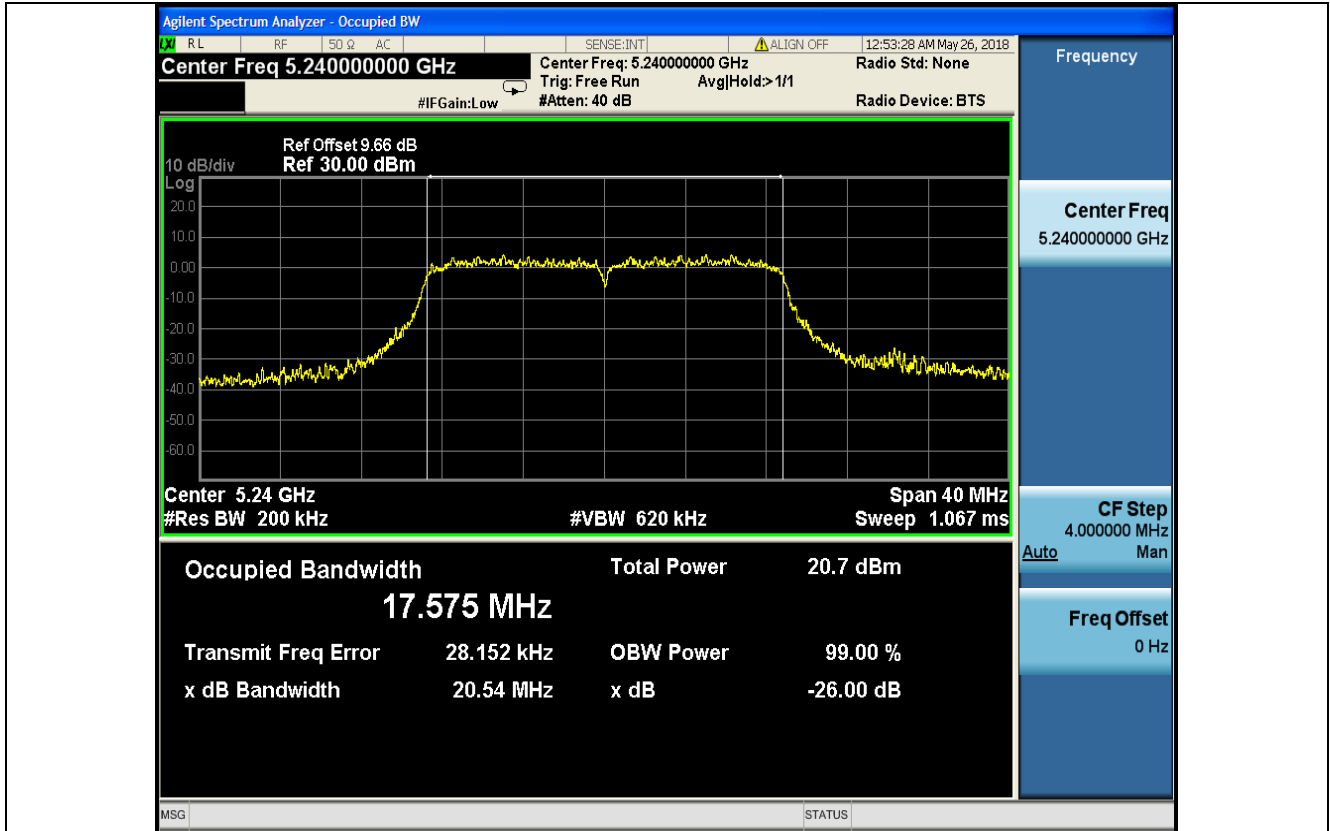 Agilent Spectrum Analyzer - Occupied BW
LXI RL RF 50 Ω AC SENSE:INT ALIGN OFF 12:53:28 AM May 26, 2018
Center Freq 5.240000000 GHz
Center Freq: 5.240000000 GHz
Radio Std: None
Trig: Free Run Avg|Hold:>1/1
#IFGain:Low
#Atten: 40 dB
Radio Device: BTS
Ref Offset 9.66 dB
10 dB/div Ref 30.00 dBm
Log
20.0
10.0
0.00
-10.0
-20.0
-30.0
-40.0
-50.0
-60.0
Center 5.24 GHz
Span 40 MHz
#Res BW 200 kHz
#VBW 620 kHz
Sweep 1.067 ms
Occupied Bandwidth
Total Power 20.7 dBm
17.575 MHz
Transmit Freq Error 28.152 kHz
OBW Power 99.00 %
x dB Bandwidth 20.54 MHz
x dB -26.00 dB
MSG
STATUS
Frequency
Center Freq
5.240000000 GHz
CF Step
4.000000 MHz
Auto Man
Freq Offset
0 Hz